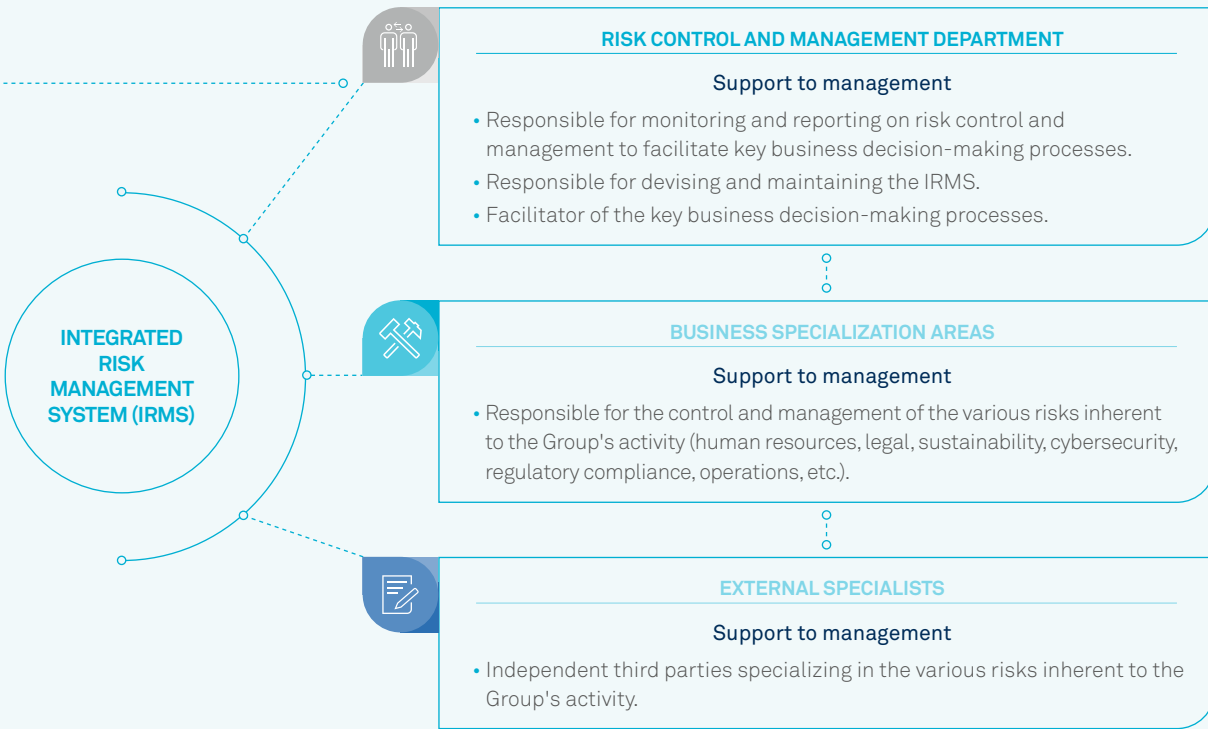 RISK CONTROL AND MANAGEMENT DEPARTMENT
Support to management
• Responsible for monitoring and reporting on risk control and
management to facilitate key business decision-making processes.
• Responsible for devising and maintaining the IRMS.
• Facilitator of the key business decision-making processes.
INTEGRATED
RISK
MANAGEMENT
SYSTEM (IRMS)
BUSINESS SPECIALIZATION AREAS
Support to management
• Responsible for the control and management of the various risks inherent
to the Group's activity (human resources, legal, sustainability, cybersecurity,
regulatory compliance, operations, etc.).
EXTERNAL SPECIALISTS
Support to management
• Independent third parties specializing in the various risks inherent to the
Group's activity.